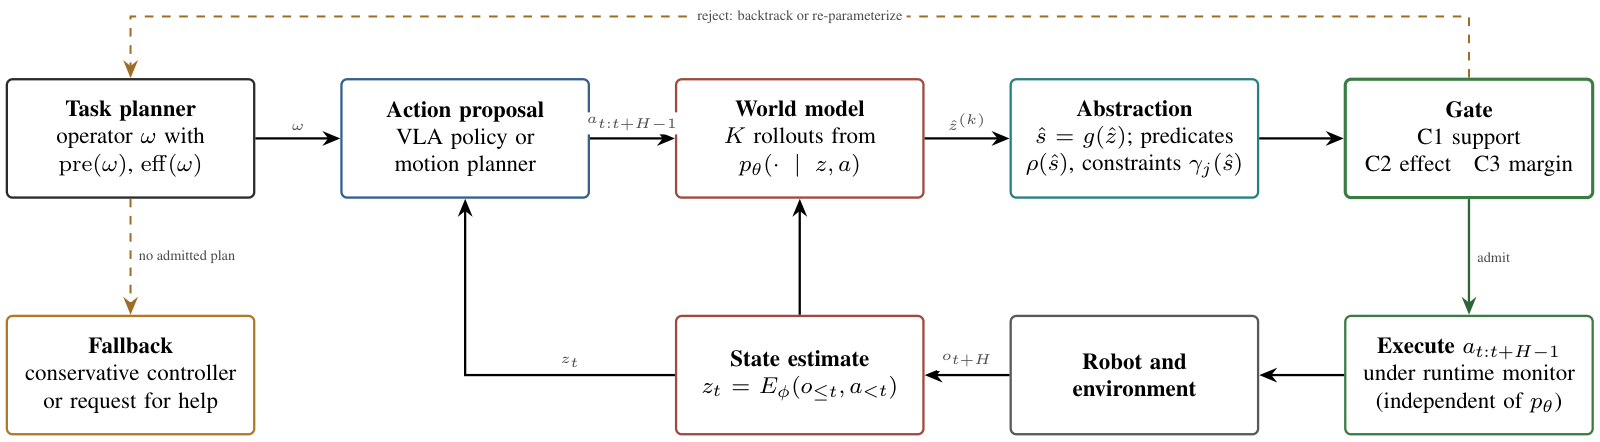 reject: backtrack or re-parameterize
Task planner
operator ω with
pre(ω), eff(ω)
ω
Action proposal
VLA policy or
motion planner
a_{t:t+H−1}
World model
K rollouts from
p_θ(· | z, a)
ẑ^{(k)}
Abstraction
ŝ = g(ẑ); predicates
ρ(ŝ), constraints γ_j(ŝ)
Gate
C1 support
C2 effect C3 margin
no admitted plan
admit
Fallback
conservative controller
or request for help
z_t
State estimate
z_t = E_ϕ(o_{≤t}, a_{<t})
o_{t+H}
Robot and
environment
Execute a_{t:t+H−1}
under runtime monitor
(independent of p_θ)